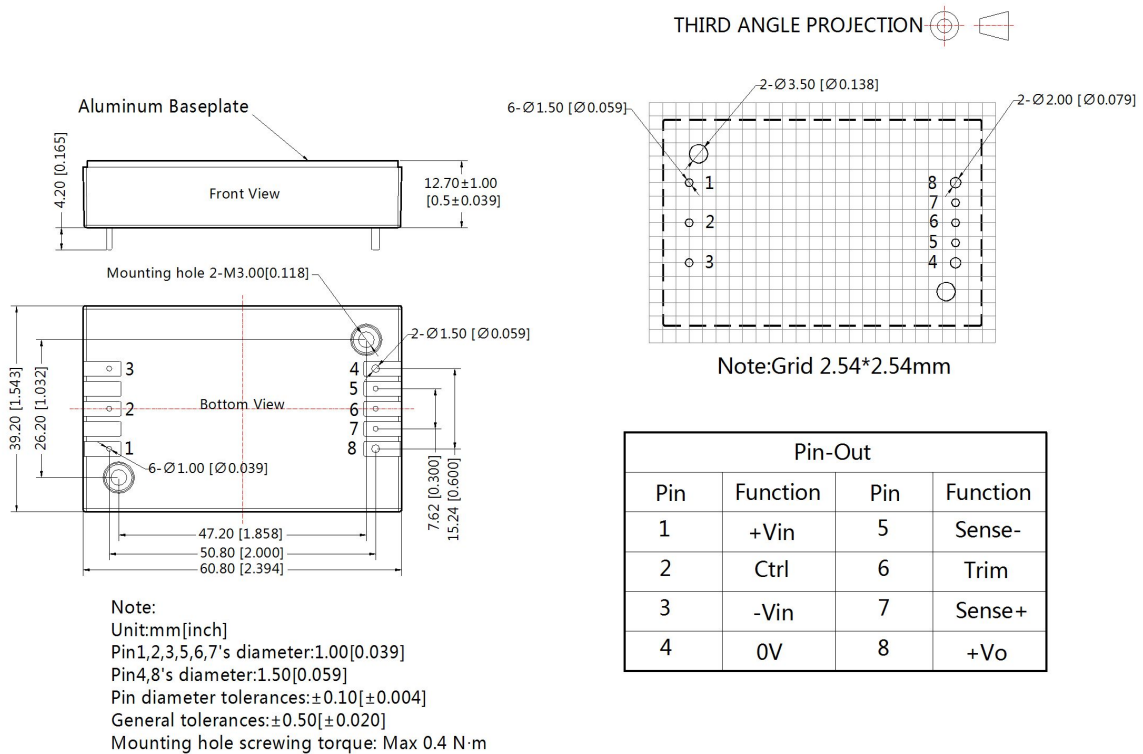 THIRD ANGLE PROJECTION
2-Ø3.50 [Ø0.138]
6-Ø1.50 [Ø0.059]
2-Ø2.00 [Ø0.079]
1
2
3
8
7
6
5
4
Note:Grid 2.54*2.54mm
Aluminum Baseplate
4.20 [0.165]
Front View
12.70±1.00
[0.5±0.039]
Mounting hole 2-M3.00[0.118]
2-Ø1.50 [Ø0.059]
39.20 [1.543]
26.20 [1.032]
3
2
1
Bottom View
4
5
6
7
8
6-Ø1.00 [Ø0.039]
7.62 [0.300]
15.24 [0.600]
47.20 [1.858]
50.80 [2.000]
60.80 [2.394]
Note:
Unit:mm[inch]
Pin1,2,3,5,6,7's diameter:1.00[0.039]
Pin4,8's diameter:1.50[0.059]
Pin diameter tolerances:±0.10[±0.004]
General tolerances:±0.50[±0.020]
Mounting hole screwing torque: Max 0.4 N·m
Pin-Out
Pin Function Pin Function
1 +Vin 5 Sense-
2 Ctrl 6 Trim
3 -Vin 7 Sense+
4 0V 8 +Vo